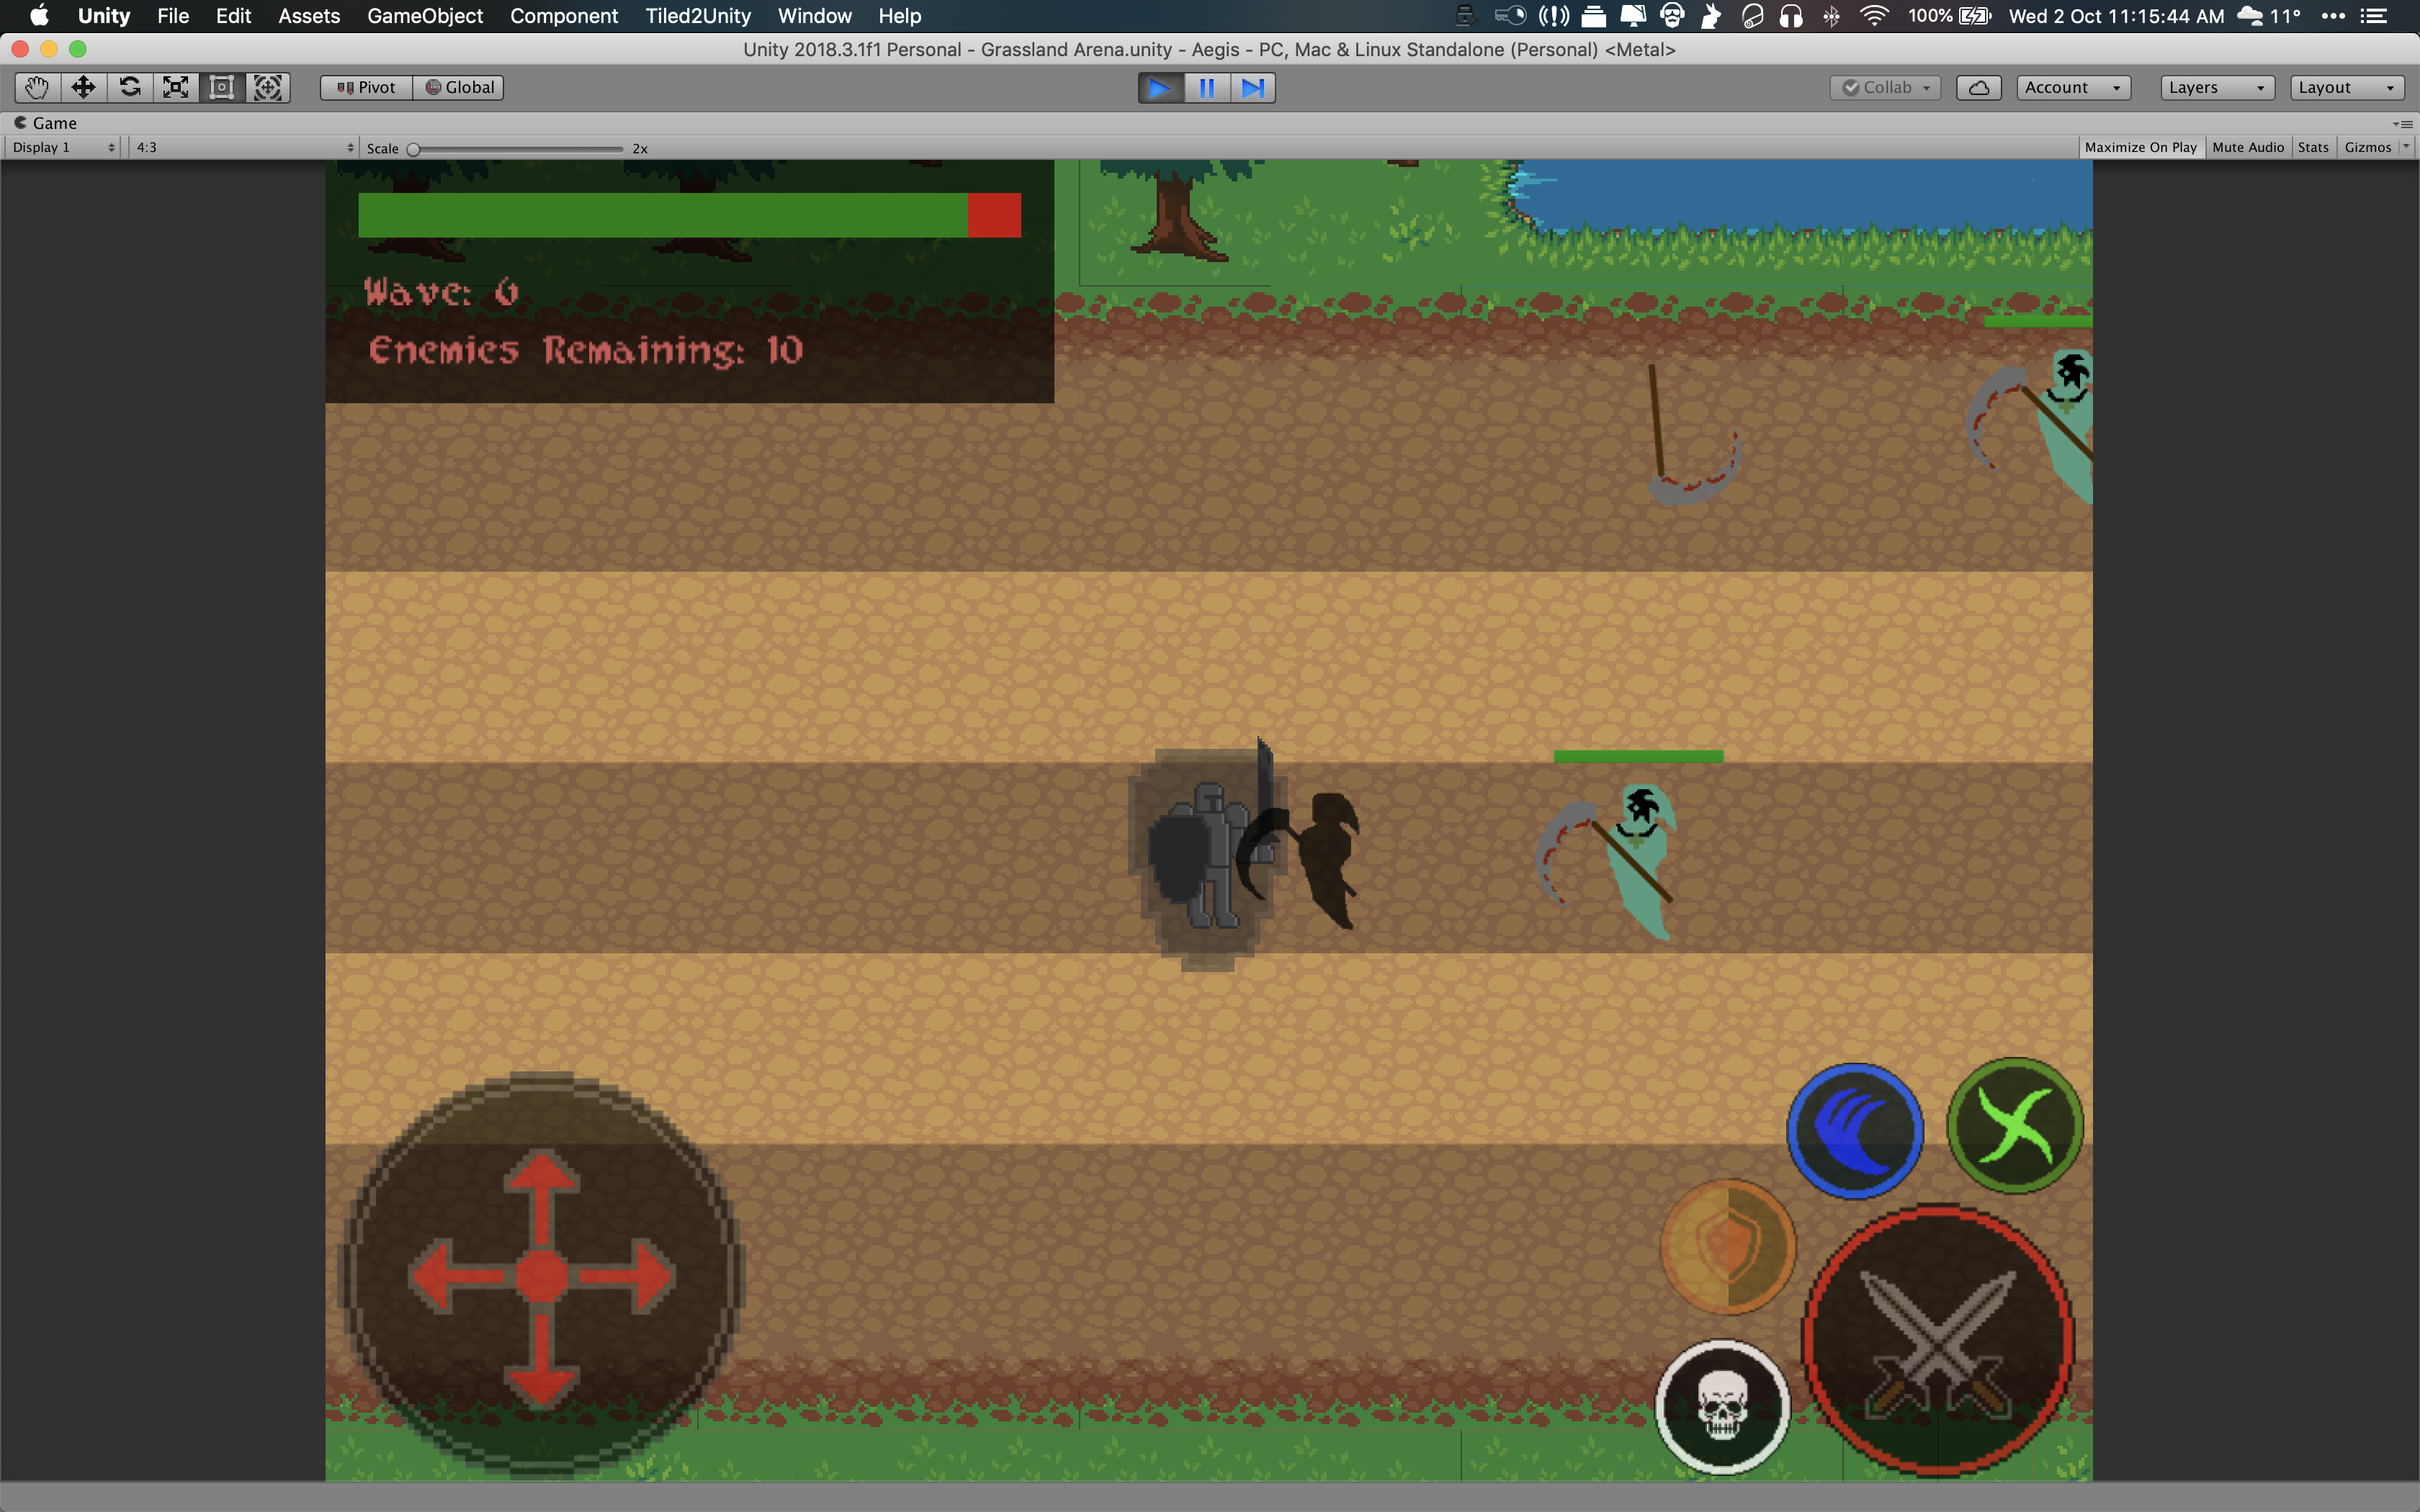 Unity File Edit Assets GameObject Component Tiled2Unity Window Help 100% Wed 2 Oct 11:15:44 AM 11°
Unity 2018.3.1f1 Personal - Grassland Arena.unity - Aegis - PC, Mac & Linux Standalone (Personal) <Metal>
Pivot Global Collab Account Layers Layout
Game
Display 1 4:3 Scale 2x Maximize On Play Mute Audio Stats Gizmos
Wave: 6
Enemies Remaining: 10